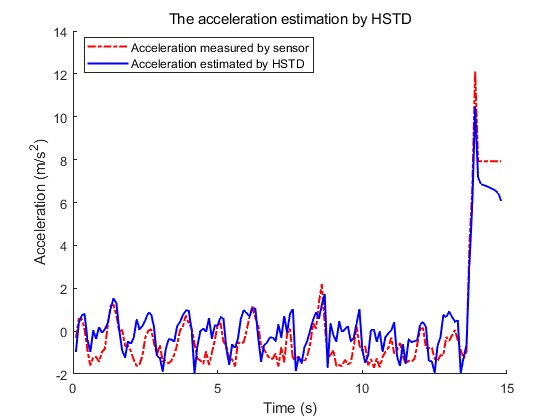 The acceleration estimation by HSTD
Acceleration measured by sensor
Acceleration estimated by HSTD
Acceleration (m/s²)
14
12
10
8
6
4
2
0
-2
0 5 10 15
Time (s)